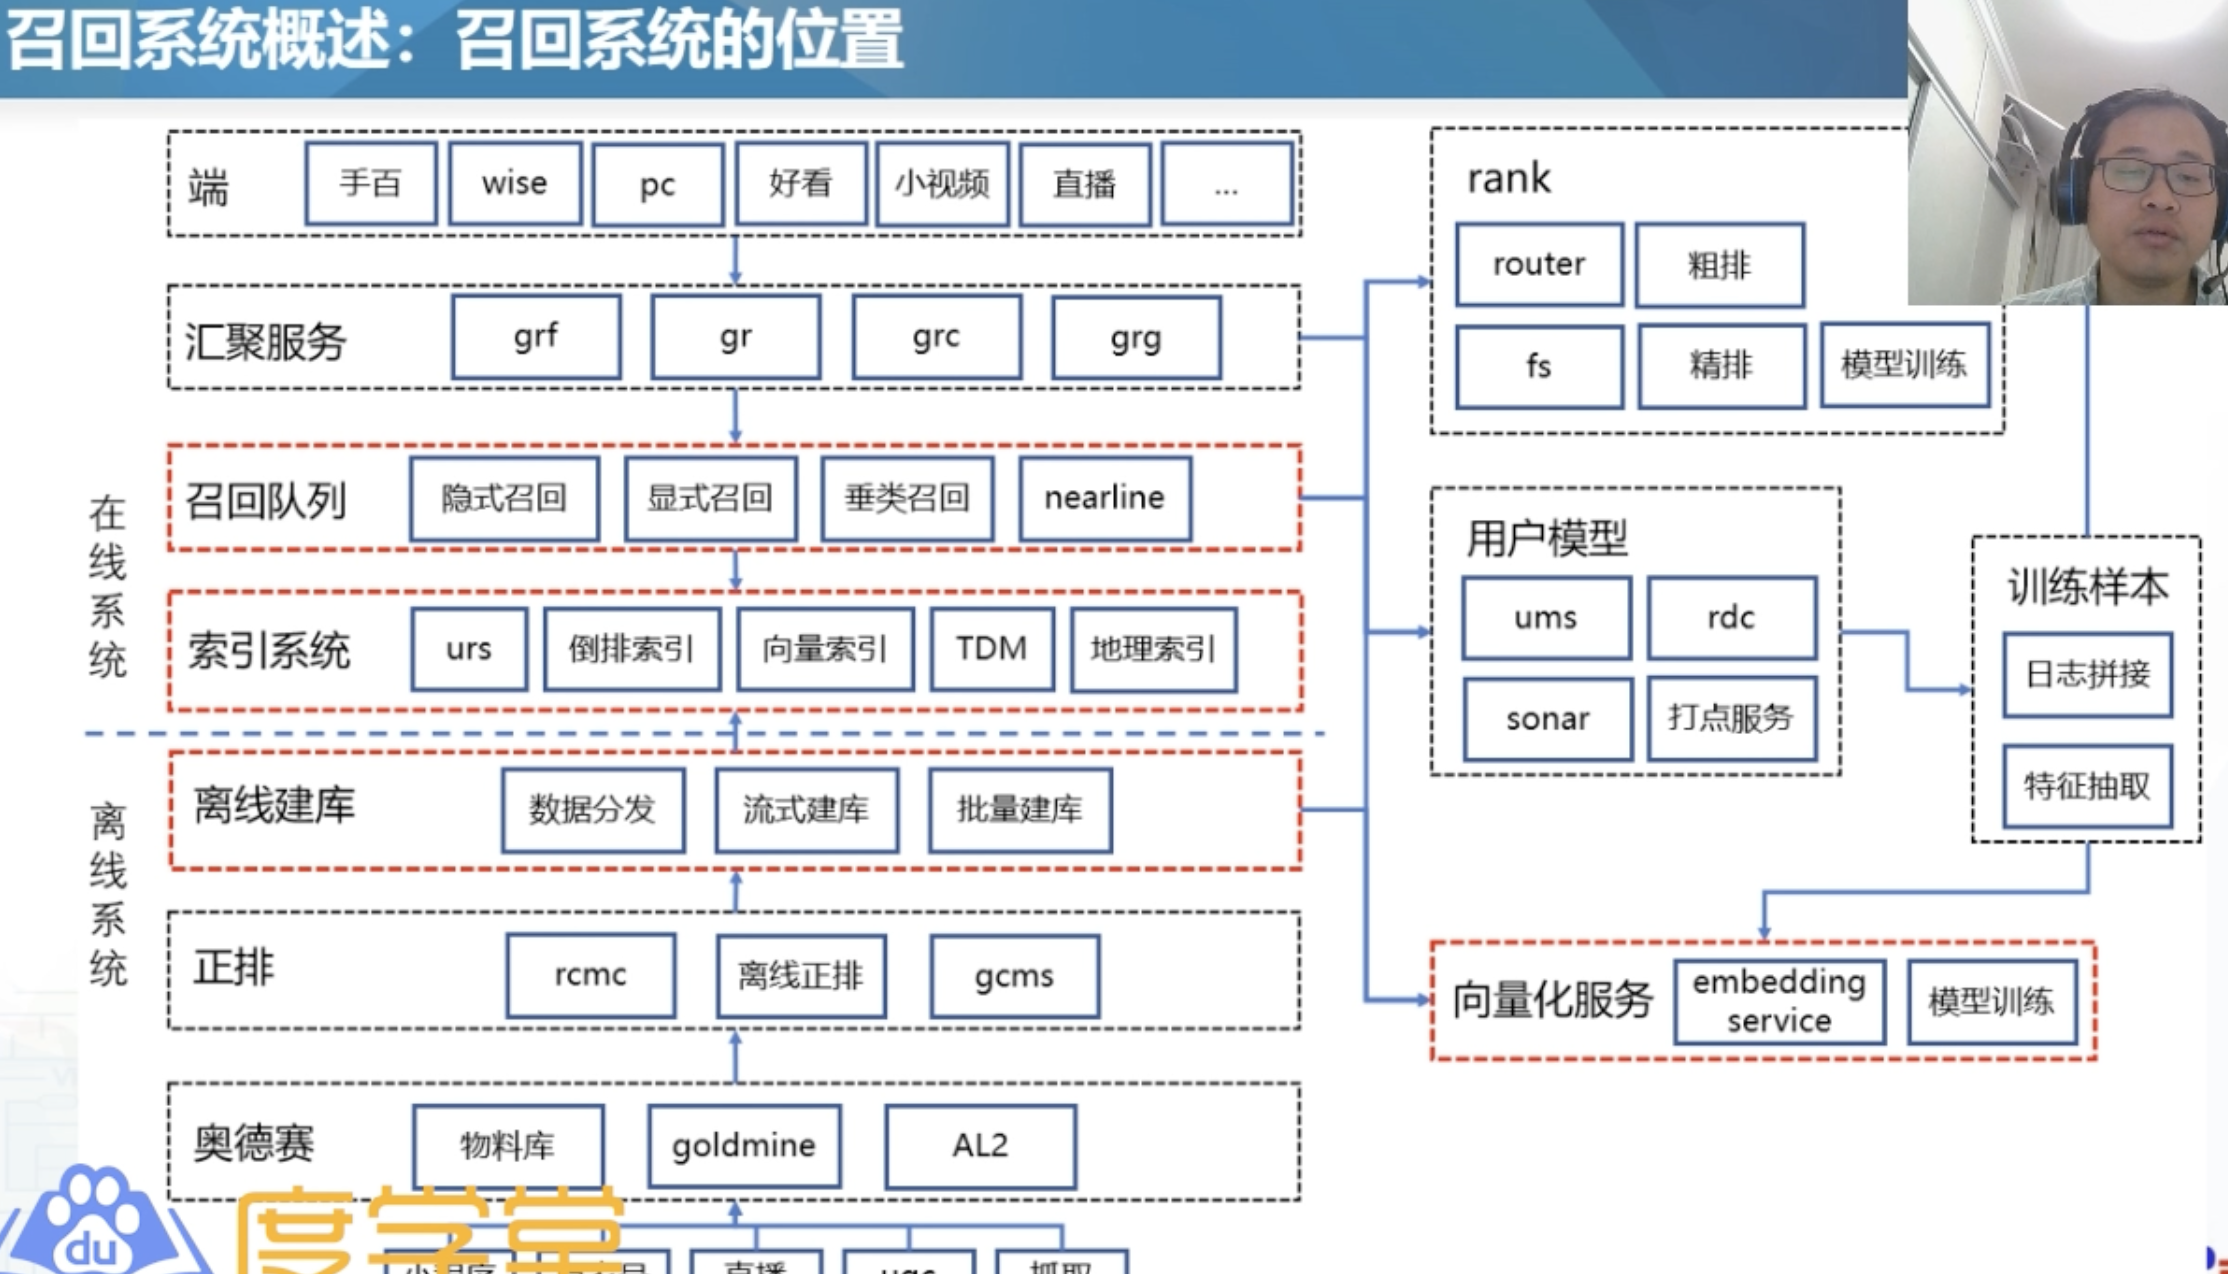 召回系统概述：召回系统的位置
端
手百
wise
pc
好看
小视频
直播
...
汇聚服务
grf
gr
grc
grg
在线系统
召回队列
隐式召回
显式召回
垂类召回
nearline
索引系统
urs
倒排索引
向量索引
TDM
地理索引
离线系统
离线建库
数据分发
流式建库
批量建库
正排
rcmc
离线正排
gcms
奥德赛
物料库
goldmine
AL2
直播
ugc
抓取
rank
router
粗排
fs
精排
模型训练
用户模型
ums
rdc
sonar
打点服务
训练样本
日志拼接
特征抽取
向量化服务
embedding
service
模型训练
du
度学堂